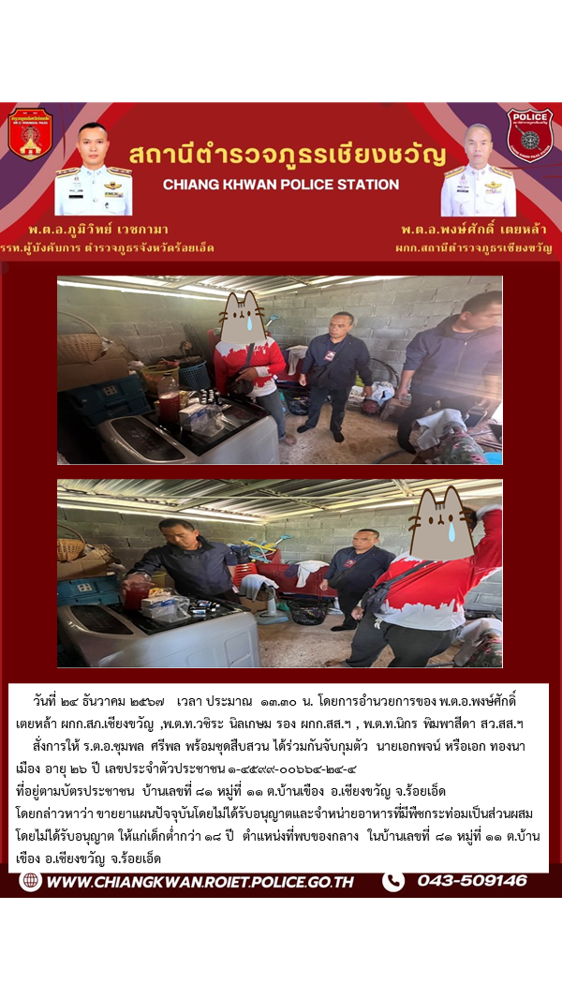 สถานีตำรวจภูธรเชียงขวัญ
CHIANG KHWAN POLICE STATION
POLICE
พ.ต.อ.ภูมิวิทย์ เวชกามา
รรท.ผู้บังคับการ ตำรวจภูธรจังหวัดร้อยเอ็ด
พ.ต.อ.พงษ์ศักดิ์ เตยหล้า
ผกก.สถานีตำรวจภูธรเชียงขวัญ
วันที่ ๒๔ ธันวาคม ๒๕๖๗ เวลา ประมาณ ๑๓.๓๐ น. โดยการอำนวยการของ พ.ต.อ.พงษ์ศักดิ์
เตยหล้า ผกก.สภ.เชียงขวัญ ,พ.ต.ท.วชิระ นิลเกษม รอง ผกก.สส.ฯ , พ.ต.ท.นิกร พิมพาสีดา สว.สส.ฯ
สั่งการให้ ร.ต.อ.ชุมพล ศรีพล พร้อมชุดสืบสวน ได้ร่วมกันจับกุมตัว นายเอกพจน์ หรือเอก ทองนา
เมือง อายุ ๒๖ ปี เลขประจำตัวประชาชน ๑-๔๕๙๙-๐๐๖๖๔-๒๔-๔
ที่อยู่ตามบัตรประชาชน บ้านเลขที่ ๘๑ หมู่ที่ ๑๑ ต.บ้านเขือง อ.เชียงขวัญ จ.ร้อยเอ็ด
โดยกล่าวหาว่า ขายยาแผนปัจจุบันโดยไม่ได้รับอนุญาตและจำหน่ายอาหารที่มีพืชกระท่อมเป็นส่วนผสม
โดยไม่ได้รับอนุญาต ให้แก่เด็กต่ำกว่า ๑๘ ปี ตำแหน่งที่พบของกลาง ในบ้านเลขที่ ๘๑ หมู่ที่ ๑๑ ต.บ้าน
เขือง อ.เชียงขวัญ จ.ร้อยเอ็ด
WWW.CHIANGKWAN.ROIET.POLICE.GO.TH
043-509146